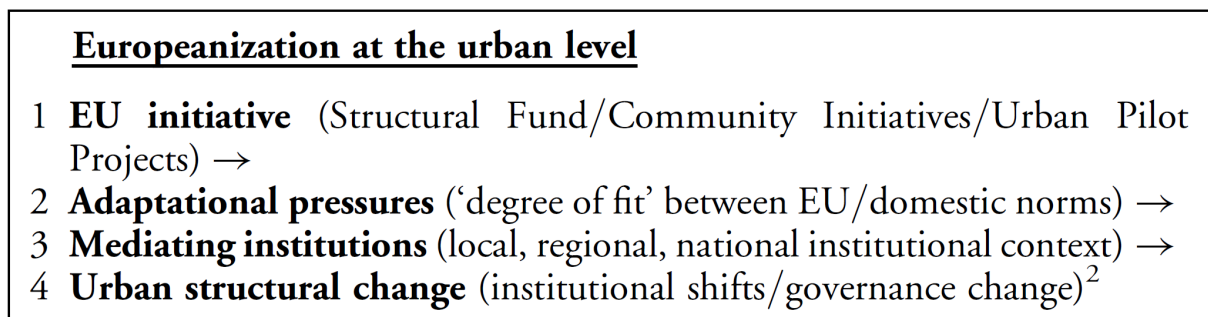 Europeanization at the urban level
1 EU initiative (Structural Fund/Community Initiatives/Urban Pilot
Projects) →
2 Adaptational pressures (‘degree of fit’ between EU/domestic norms) →
3 Mediating institutions (local, regional, national institutional context) →
4 Urban structural change (institutional shifts/governance change)²